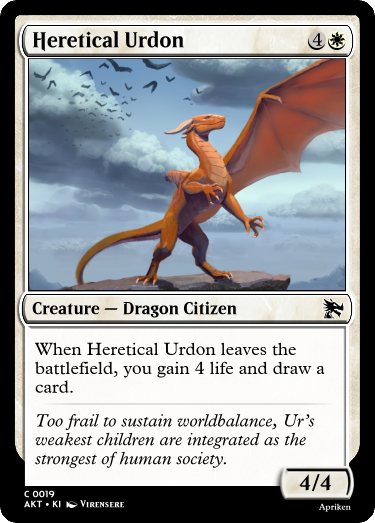 Heretical Urdon 4
Creature — Dragon Citizen
When Heretical Urdon leaves the
battlefield, you gain 4 life and draw a
card.
Too frail to sustain worldbalance, Ur's
weakest children are integrated as the
strongest of human society.
4/4
C 0019
AKT • KI Virensere
Apriken